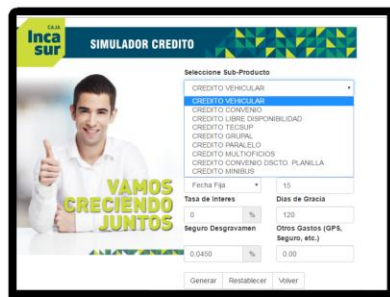 CAJA
Inca
sur
SIMULADOR CREDITO
Seleccione Sub-Producto
CREDITO VEHICULAR
CREDITO VEHICULAR
CREDITO CONVENIO
CREDITO LIBRE DISPONIBILIDAD
CREDITO TECSUP
CREDITO GRUPAL
CREDITO PARALELO
CREDITO MULTIOFICIOS
CREDITO CONVENIO DSCTO. PLANILLA
CREDITO MINIBUS
Fecha Fija 15
Tasa de Interes Dias de Gracia
0 % 120
Seguro Desgravamen Otros Gastos (GPS,
Seguro, etc.)
0.0450 % 0.00
Generar Restablecer Volver
VAMOS
CRECIENDO
JUNTOS